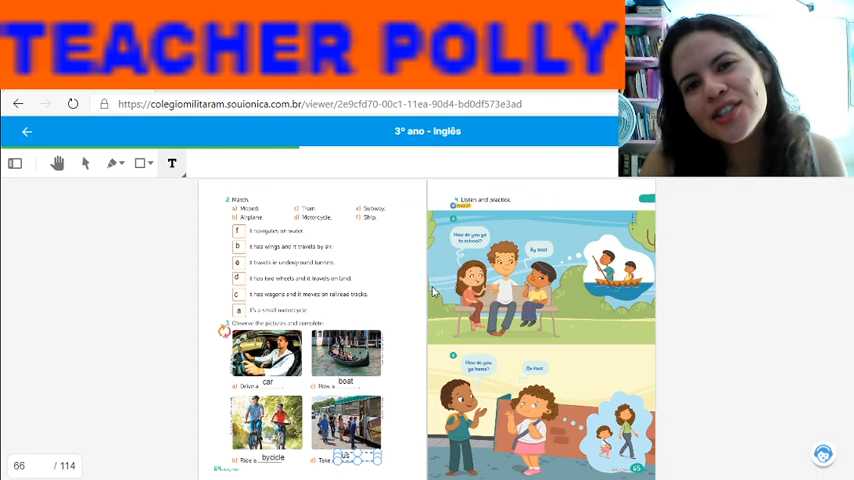 TEACHER POLLY
https://colegiomilitaram.souionica.com.br/viewer/2e9cfd70-00c1-11ea-90d4-bd0df573e3ad
3º ano - Inglês
T
66 / 114
2. Match.
a) Moped. c) Train e) Subway.
b) Airplane. d) Motorcycle. f) Ship.
f It navigates on water.
b It has wings and it travels by air.
e It travels in underground tunnels.
d It has two wheels and it travels on land.
c It has wagons and it moves on railroad tracks.
a It's a small motorcycle
3. Observe the pictures and complete.
a) Drive a car
c) Row a boat
b) Ride a bycicle
d) Take
4. Listen and practice.
A
How do you go
to school?
By boat
B
How do you
go home?
On foot
65